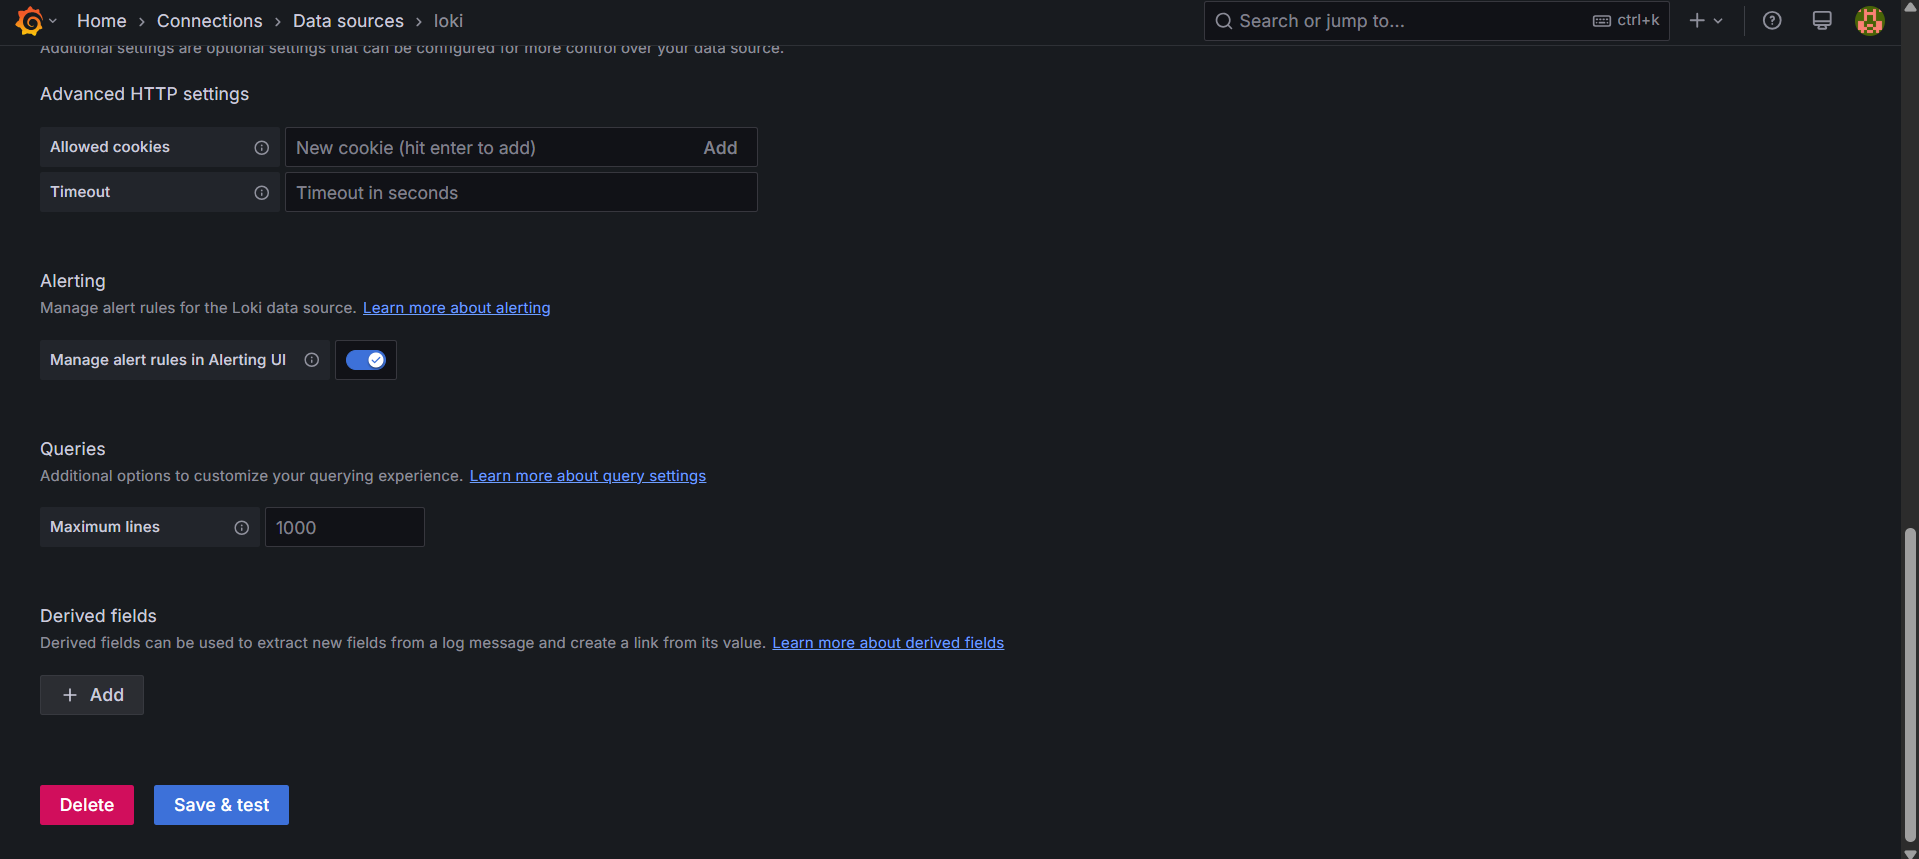 Home › Connections › Data sources › loki
Search or jump to...
ctrl+k
Additional settings are optional settings that can be configured for more control over your data source.
Advanced HTTP settings
Allowed cookies
New cookie (hit enter to add)
Add
Timeout
Timeout in seconds
Alerting
Manage alert rules for the Loki data source. Learn more about alerting
Manage alert rules in Alerting UI
Queries
Additional options to customize your querying experience. Learn more about query settings
Maximum lines
1000
Derived fields
Derived fields can be used to extract new fields from a log message and create a link from its value. Learn more about derived fields
+ Add
Delete
Save & test